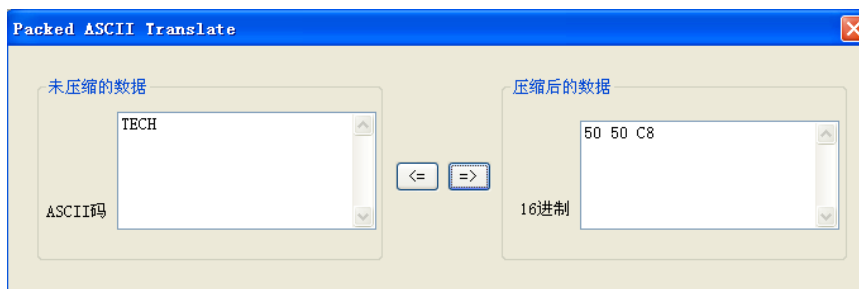 Packed ASCII Translate
未压缩的数据
TECH
ASCII码
<=
=>
压缩后的数据
50 50 C8
16进制